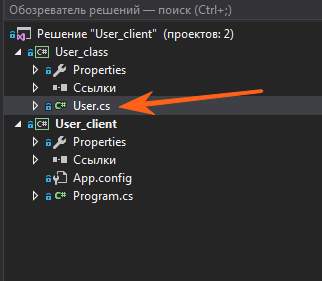 Обозреватель решений — поиск (Ctrl+;)
Решение "User_client" (проектов: 2)
C# User_class
Properties
Ссылки
C# User.cs
C# User_client
Properties
Ссылки
App.config
C# Program.cs